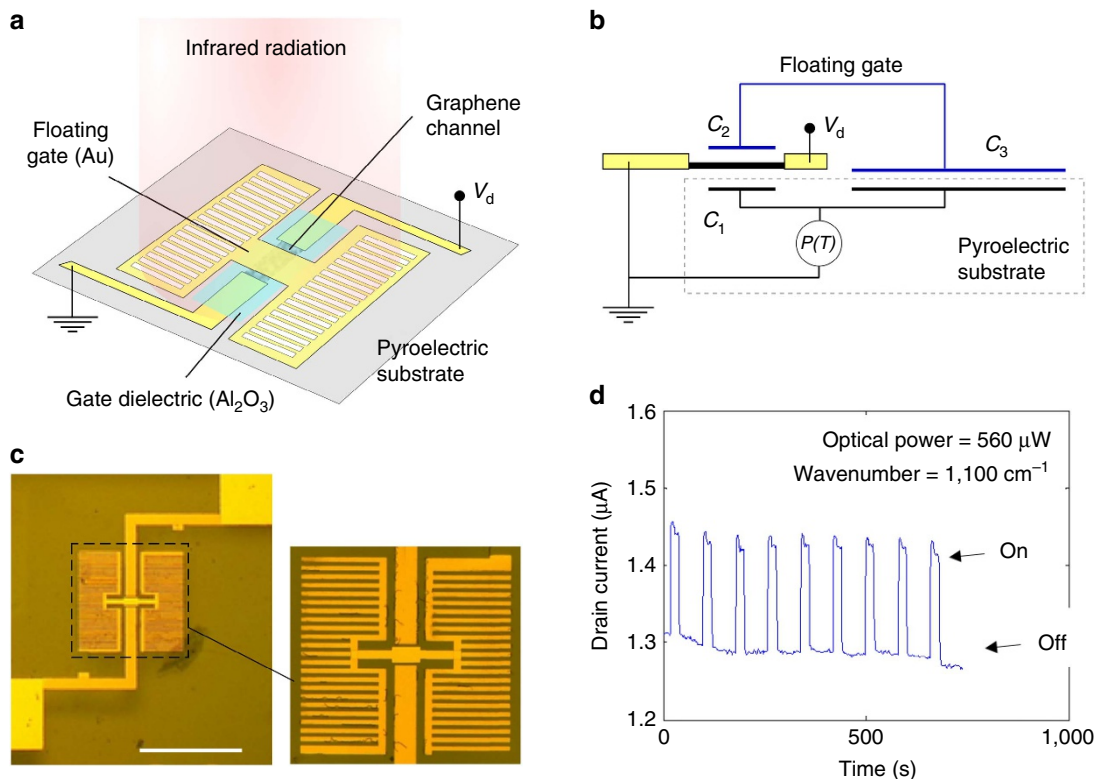 a
Infrared radiation
Graphene
channel
Floating
gate (Au)
V_d
Pyroelectric
substrate
Gate dielectric (Al₂O₃)
b
Floating gate
C₂
V_d
C₃
C₁
P(T)
Pyroelectric
substrate
c
d
1.6
Optical power = 560 μW
Wavenumber = 1,100 cm⁻¹
1.5
1.4
On
1.3
Off
1.2
0
500
1,000
Drain current (μA)
Time (s)